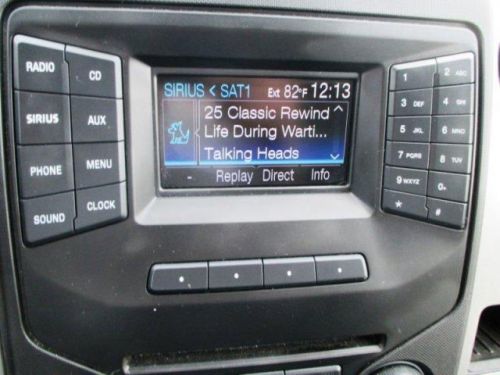 RADIO CD
SIRIUS AUX
PHONE MENU
SOUND CLOCK
SIRIUS < SAT1 Ext 82°F 12:13
25 Classic Rewind
Life During Warti...
Talking Heads
- Replay Direct Info
1 2 ABC
3 DEF 4 GHI
5 JKL 6 MNO
7 PQRS 8 TUV
9 WXYZ 0+
* #